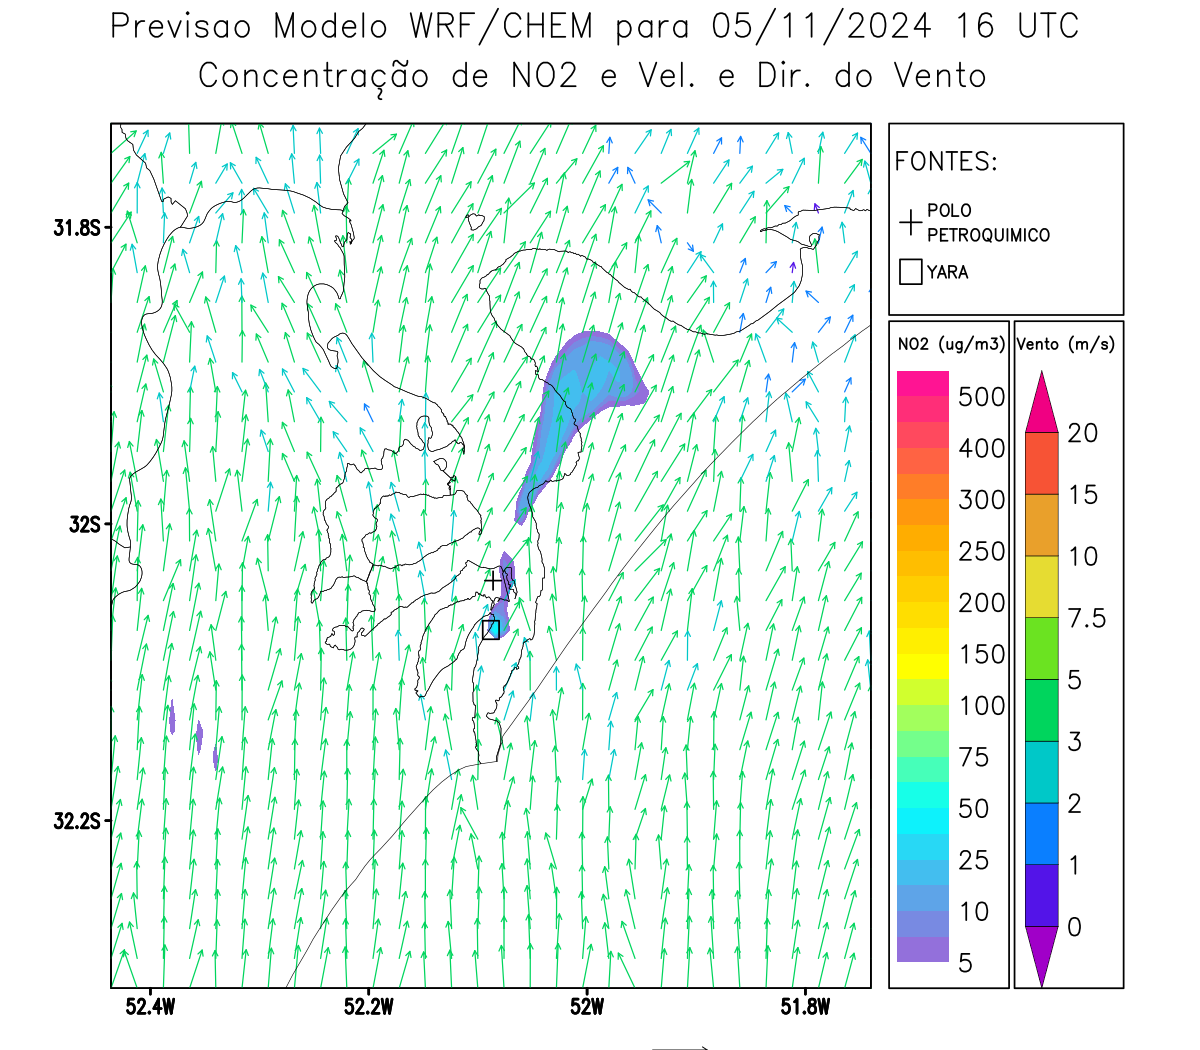 Previsao Modelo WRF/CHEM para 05/11/2024 16 UTC
Concentração de NO2 e Vel. e Dir. do Vento
FONTES:
POLO
PETROQUIMICO
YARA
NO2 (ug/m3)
500
400
300
250
200
150
100
75
50
25
10
5
Vento (m/s)
20
15
10
7.5
5
3
2
1
0
31.8S
32S
32.2S
52.4W
52.2W
52W
51.8W